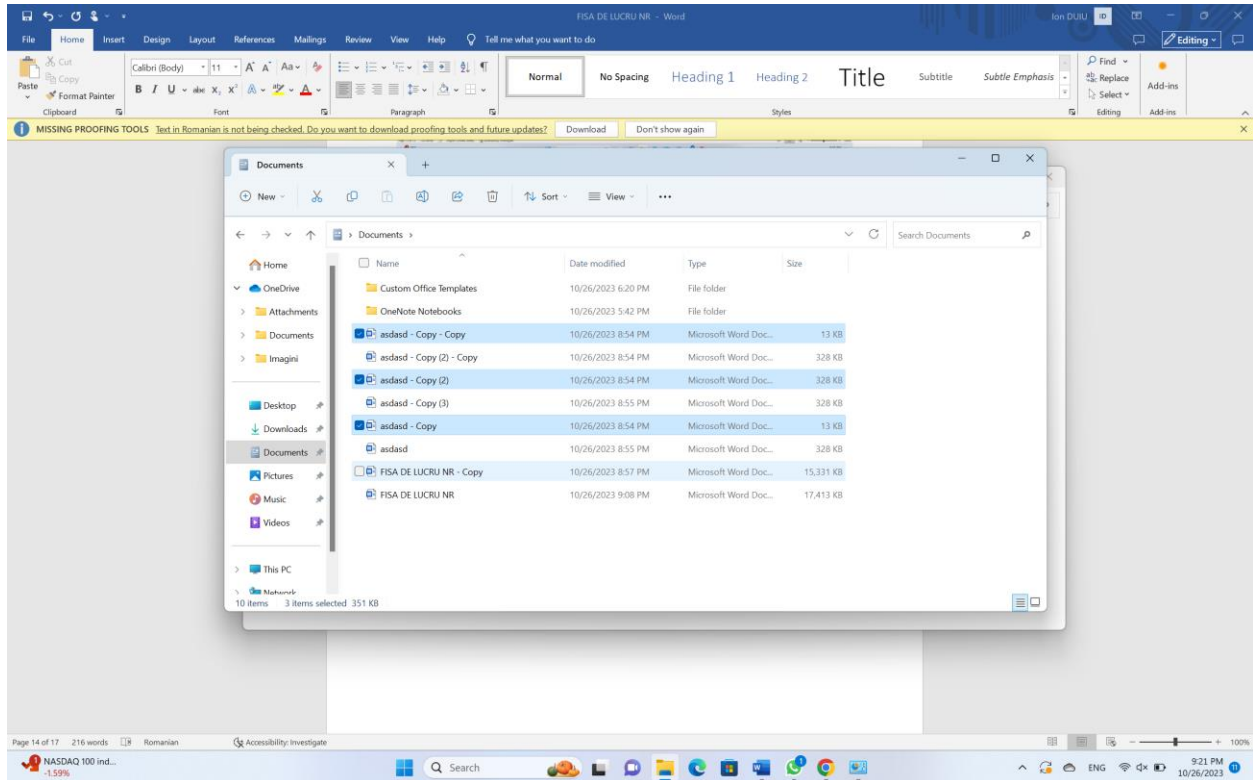 FISA DE LUCRU NR - Word
Ion DUIU ID
File Home Insert Design Layout References Mailings Review View Help Tell me what you want to do Editing
Paste Cut Copy Format Painter
Calibri (Body) 11
Normal No Spacing Heading 1 Heading 2 Title Subtitle Subtle Emphasis
Find Replace Select
Add-ins
Clipboard Font Paragraph Styles Editing Add-ins
MISSING PROOFING TOOLS Text in Romanian is not being checked. Do you want to download proofing tools and future updates? Download Don't show again
Documents
New Sort View
Documents Search Documents
Name Date modified Type Size
Custom Office Templates 10/26/2023 6:20 PM File folder
OneNote Notebooks 10/26/2023 5:42 PM File folder
asdasd - Copy - Copy 10/26/2023 8:54 PM Microsoft Word Doc... 13 KB
asdasd - Copy (2) - Copy 10/26/2023 8:54 PM Microsoft Word Doc... 328 KB
asdasd - Copy (2) 10/26/2023 8:54 PM Microsoft Word Doc... 328 KB
asdasd - Copy (3) 10/26/2023 8:55 PM Microsoft Word Doc... 328 KB
asdasd - Copy 10/26/2023 8:54 PM Microsoft Word Doc... 13 KB
asdasd 10/26/2023 8:55 PM Microsoft Word Doc... 328 KB
FISA DE LUCRU NR - Copy 10/26/2023 8:57 PM Microsoft Word Doc... 15,331 KB
FISA DE LUCRU NR 10/26/2023 9:08 PM Microsoft Word Doc... 17,413 KB
Home
OneDrive
Attachments
Documents
Imagini
Desktop
Downloads
Documents
Pictures
Music
Videos
This PC
Network
10 items 3 items selected 351 KB
Page 14 of 17 216 words Romanian Accessibility: Investigate 100%
NASDAQ 100 ind...
-1.59%
Search
ENG
9:21 PM
10/26/2023
11